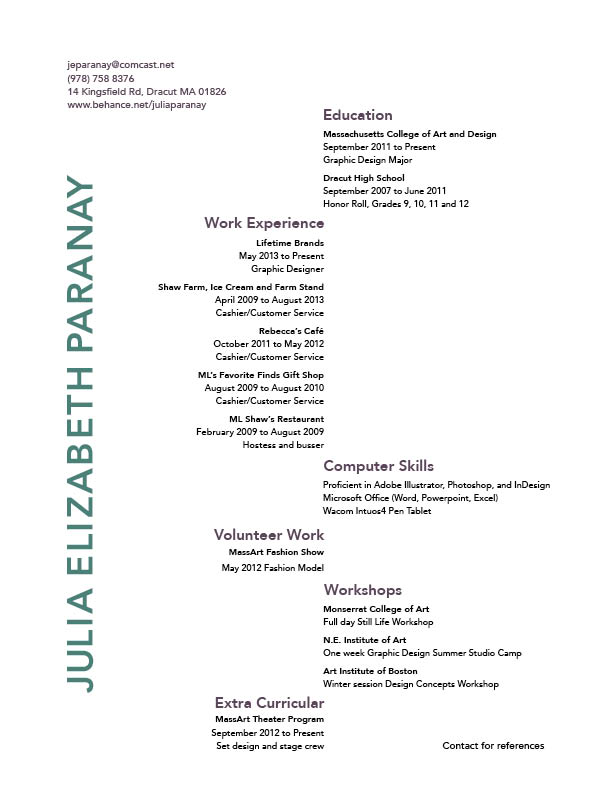 jeparanay@comcast.net
(978) 758 8376
14 Kingsfield Rd, Dracut MA 01826
www.behance.net/juliaparanay
JULIA ELIZABETH PARANAY
Education
Massachusetts College of Art and Design
September 2011 to Present
Graphic Design Major
Dracut High School
September 2007 to June 2011
Honor Roll, Grades 9, 10, 11 and 12
Work Experience
Lifetime Brands
May 2013 to Present
Graphic Designer
Shaw Farm, Ice Cream and Farm Stand
April 2009 to August 2013
Cashier/Customer Service
Rebecca's Café
October 2011 to May 2012
Cashier/Customer Service
ML's Favorite Finds Gift Shop
August 2009 to August 2010
Cashier/Customer Service
ML Shaw's Restaurant
February 2009 to August 2009
Hostess and busser
Computer Skills
Proficient in Adobe Illustrator, Photoshop, and InDesign
Microsoft Office (Word, Powerpoint, Excel)
Wacom Intuos4 Pen Tablet
Volunteer Work
MassArt Fashion Show
May 2012 Fashion Model
Workshops
Monserrat College of Art
Full day Still Life Workshop
N.E. Institute of Art
One week Graphic Design Summer Studio Camp
Art Institute of Boston
Winter session Design Concepts Workshop
Extra Curricular
MassArt Theater Program
September 2012 to Present
Set design and stage crew
Contact for references